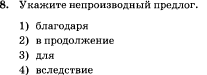 8. Укажите непроизводный предлог.
1) благодаря
2) в продолжение
3) для
4) вследствие